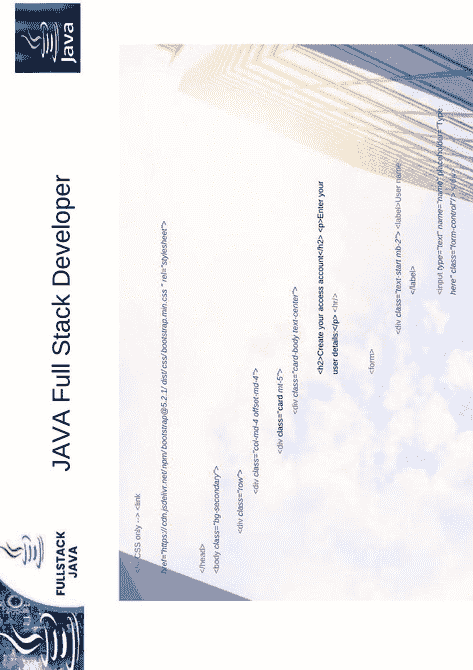 FULLSTACK
JAVA
JAVA Full Stack Developer
Java
<!-- CSS only --> <link
href="https://cdn.jsdelivr.net/npm/bootstrap@5.2.1/ dist/ css/ bootstrap.min.css " rel="stylesheet">
</head>
<body class="bg-secondary">
<div class="row">
<div class="col-md-4 offset-md-4">
<div class="card mt-5">
<div class="card-body text-center">
<h2>Create your access account</h2> <p>Enter your
user details:</p> <hr/>
<form>
<div class="text-start mb-2"> <label>User name:
</label>
<input type="text" name="name" placeholder="Type
here" class="form-control"/> </div>